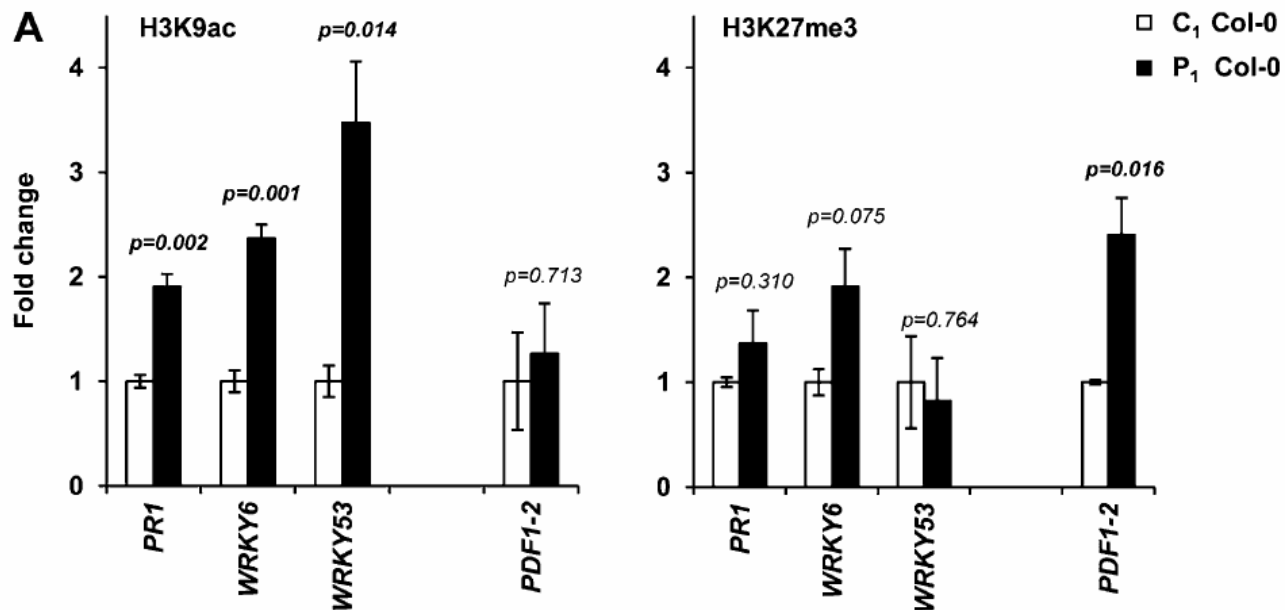 A
H3K9ac
H3K27me3
C₁ Col-0
P₁ Col-0
Fold change
4
3
2
1
0
p=0.002
p=0.001
p=0.014
p=0.713
PR1
WRKY6
WRKY53
PDF1-2
4
3
2
1
0
p=0.310
p=0.075
p=0.764
p=0.016
PR1
WRKY6
WRKY53
PDF1-2